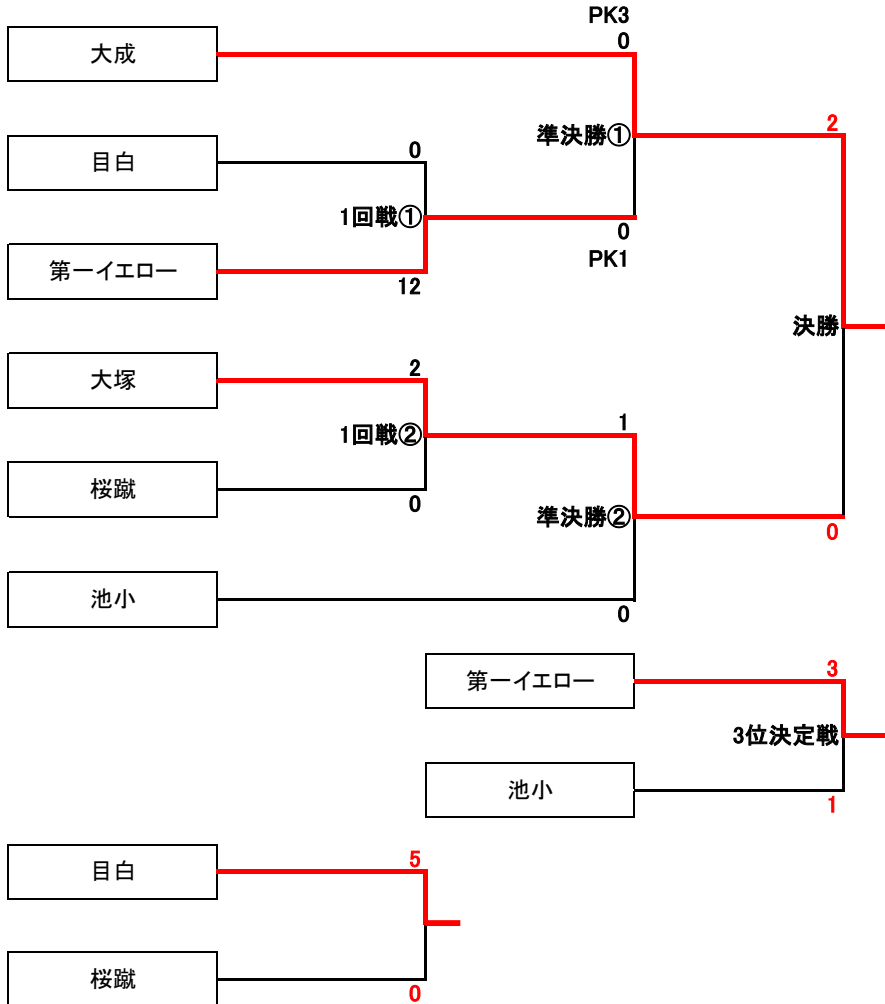 PK3
0
大成
2
準決勝①
目白
0
1回戦①
0
第一イエロー
12
PK1
決勝
大塚
2
1
1回戦②
桜蹴
0
準決勝②
0
池小
0
第一イエロー
3
3位決定戦
池小
1
目白
5
桜蹴
0